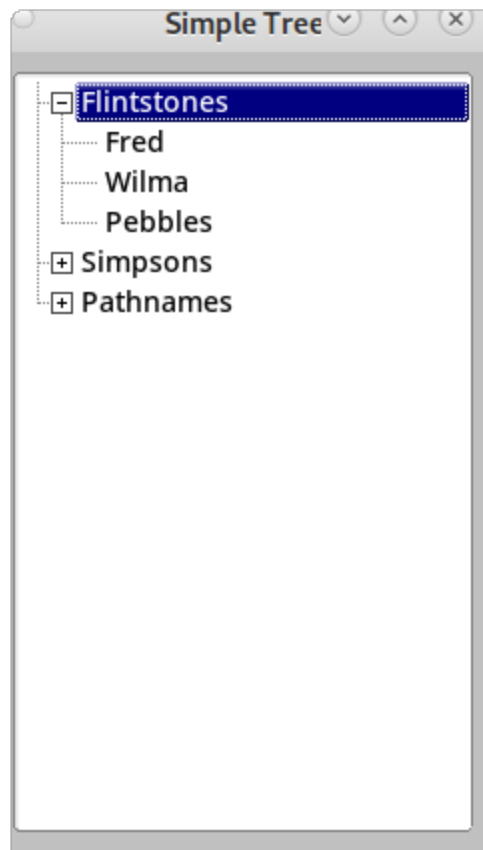 Simple Tree
Flintstones
Fred
Wilma
Pebbles
Simpsons
Pathnames